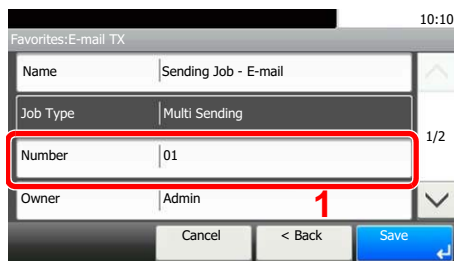 10:10
Favorites:E-mail TX
Name Sending Job - E-mail
Job Type Multi Sending
1/2
Number 01
Owner Admin
1
Cancel < Back Save